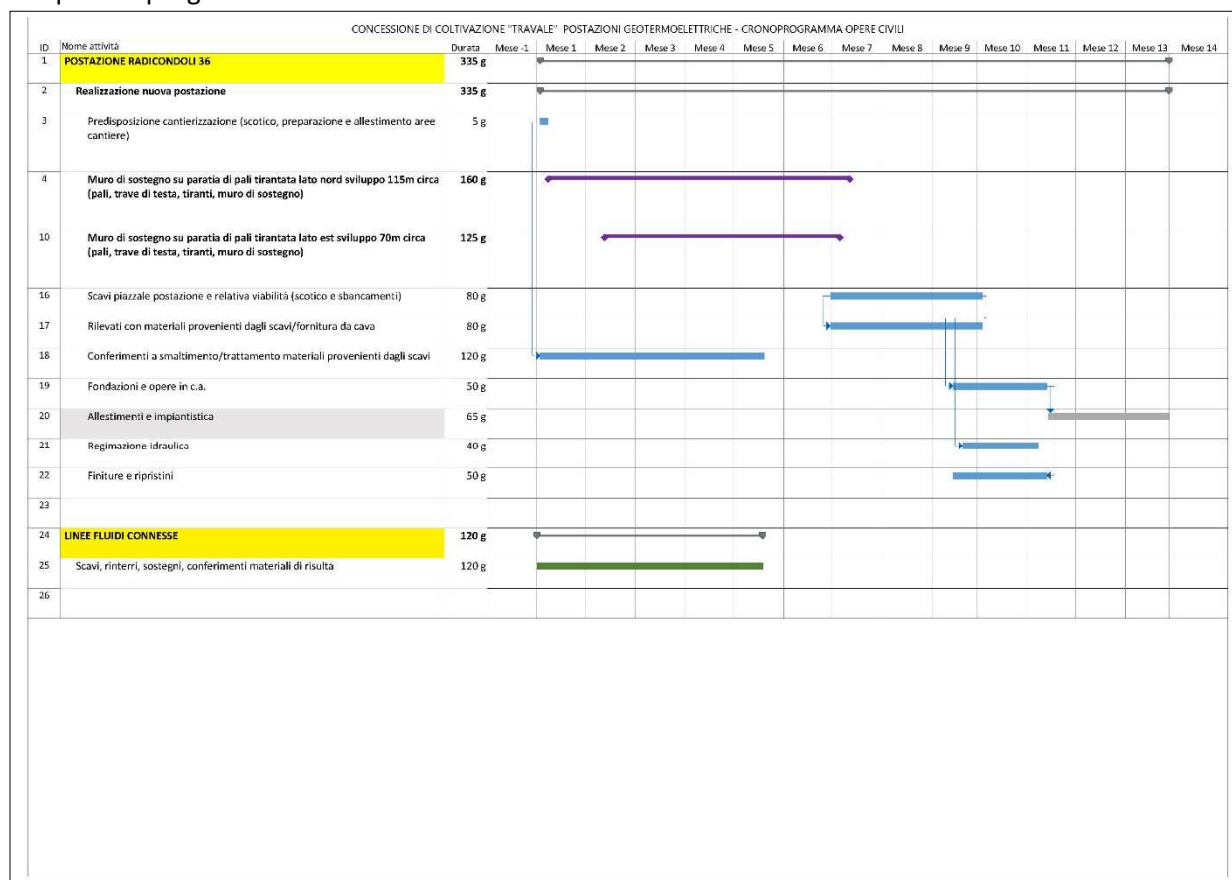 CONCESSIONE DI COLTIVAZIONE "TRAVALE" POSTAZIONI GEOTERMOELETTRICHE - CRONOPROGRAMMA OPERE CIVILI
ID Nome attività Durata Mese -1 Mese 1 Mese 2 Mese 3 Mese 4 Mese 5 Mese 6 Mese 7 Mese 8 Mese 9 Mese 10 Mese 11 Mese 12 Mese 13 Mese 14
1 POSTAZIONE RADICONDOLI 36 335 g
2 Realizzazione nuova postazione 335 g
3 Predisposizione cantierizzazione (scotico, preparazione e allestimento aree 5 g
cantiere)
4 Muro di sostegno su paratia di pali tirantata lato nord sviluppo 115m circa 160 g
(pali, trave di testa, tiranti, muro di sostegno)
10 Muro di sostegno su paratia di pali tirantata lato est sviluppo 70m circa 125 g
(pali, trave di testa, tiranti, muro di sostegno)
16 Scavi piazzale postazione e relativa viabilità (scotico e sbancamenti) 80 g
17 Rilevati con materiali provenienti dagli scavi/fornitura da cava 80 g
18 Conferimenti a smaltimento/trattamento materiali provenienti dagli scavi 120 g
19 Fondazioni e opere in c.a. 50 g
20 Allestimenti e impiantistica 65 g
21 Regimazione idraulica 40 g
22 Finiture e ripristini 50 g
23
24 LINEE FLUIDI CONNESSE 120 g
25 Scavi, rinterri, sostegni, conferimenti materiali di risulta 120 g
26